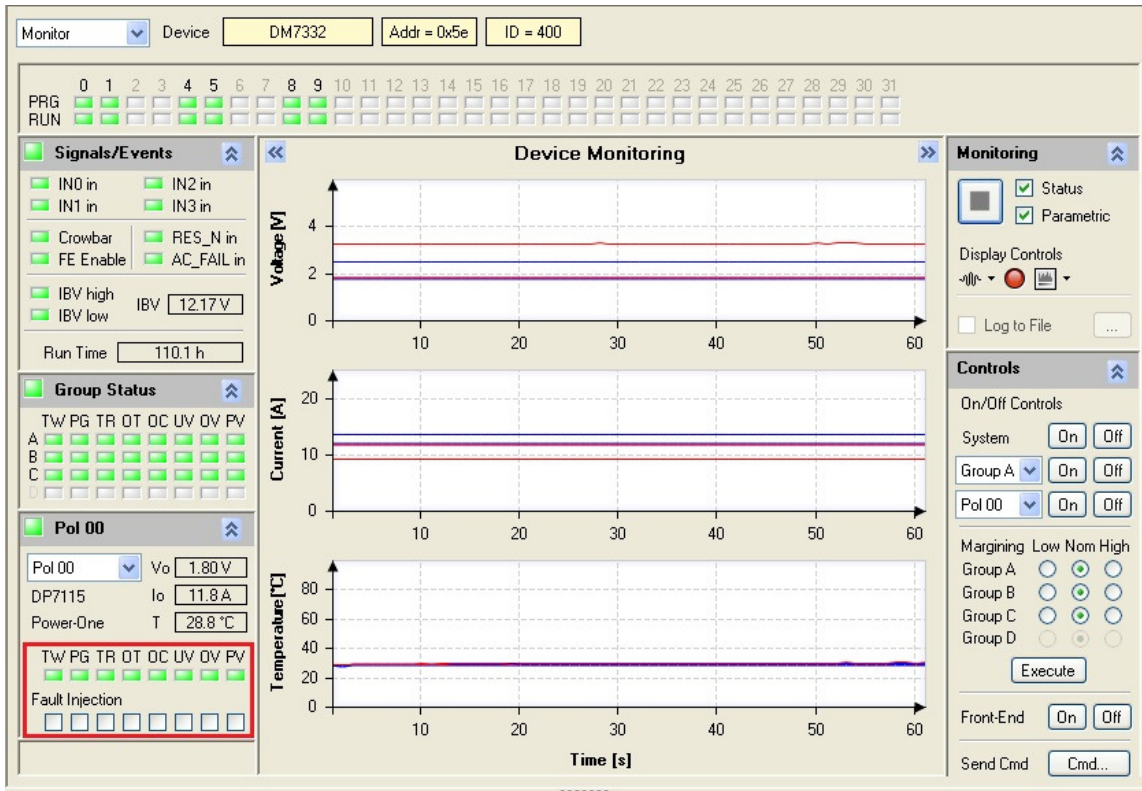 Monitor Device DM7332 Addr = 0x5e ID = 400
0 1 2 3 4 5 6 7 8 9 10 11 12 13 14 15 16 17 18 19 20 21 22 23 24 25 26 27 28 29 30 31
PRG
RUN
Signals/Events
IN0 in IN2 in
IN1 in IN3 in
Crowbar RES_N in
FE Enable AC_FAIL in
IBV high
IBV low
IBV 12.17 V
Run Time 110.1 h
Group Status
TW PG TR OT OC UV OV PV
A
B
C
D
Pol 00
Pol 00 Vo 1.80 V
DP7115 Io 11.8 A
Power-One T 28.8 °C
TW PG TR OT OC UV OV PV
Fault Injection
Device Monitoring
Voltage [V]
4
2
0
10 20 30 40 50 60
Current [A]
20
10
0
10 20 30 40 50 60
Temperature[°C]
80
60
40
20
0
10 20 30 40 50 60
Time [s]
Monitoring
Status
Parametric
Display Controls
Log to File ...
Controls
On/Off Controls
System On Off
Group A On Off
Pol 00 On Off
Margining Low Nom High
Group A
Group B
Group C
Group D
Execute
Front-End On Off
Send Cmd Cmd...